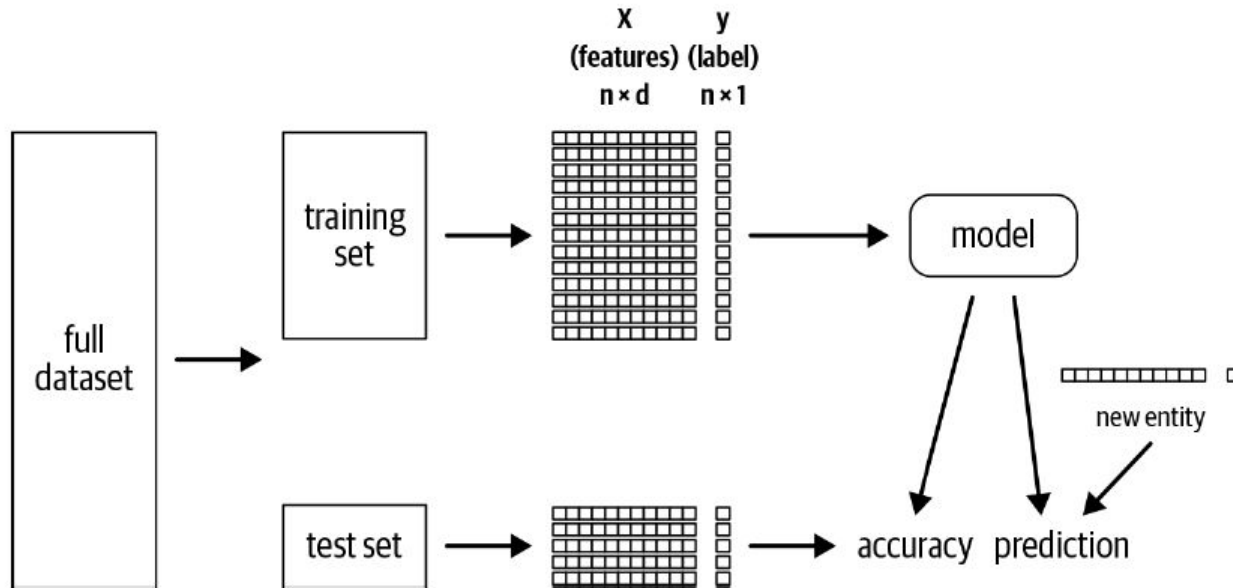 X
(features)
n × d
y
(label)
n × 1
full
dataset
training
set
model
new entity
test set
accuracy
prediction